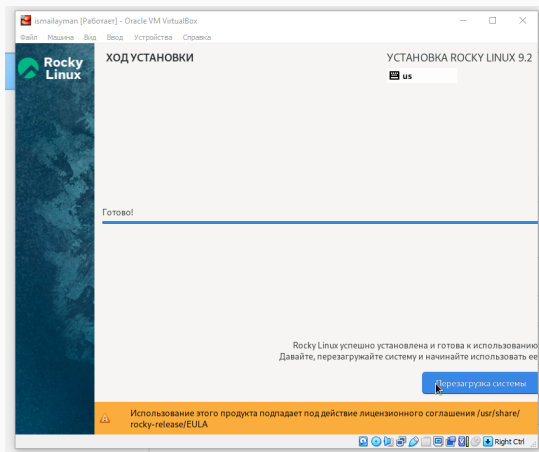 ismailayman [Работает] - Oracle VM VirtualBox
Файл Машина Вид Ввод Устройства Справка
Rocky
Linux
ХОД УСТАНОВКИ
УСТАНОВКА ROCKY LINUX 9.2
us
Готово!
Rocky Linux успешно установлена и готова к использованию
Давайте, перезагружайте систему и начинайте использовать ее
Перезагрузка системы
Использование этого продукта подпадает под действие лицензионного соглашения /usr/share/
rocky-release/EULA
Right Ctrl